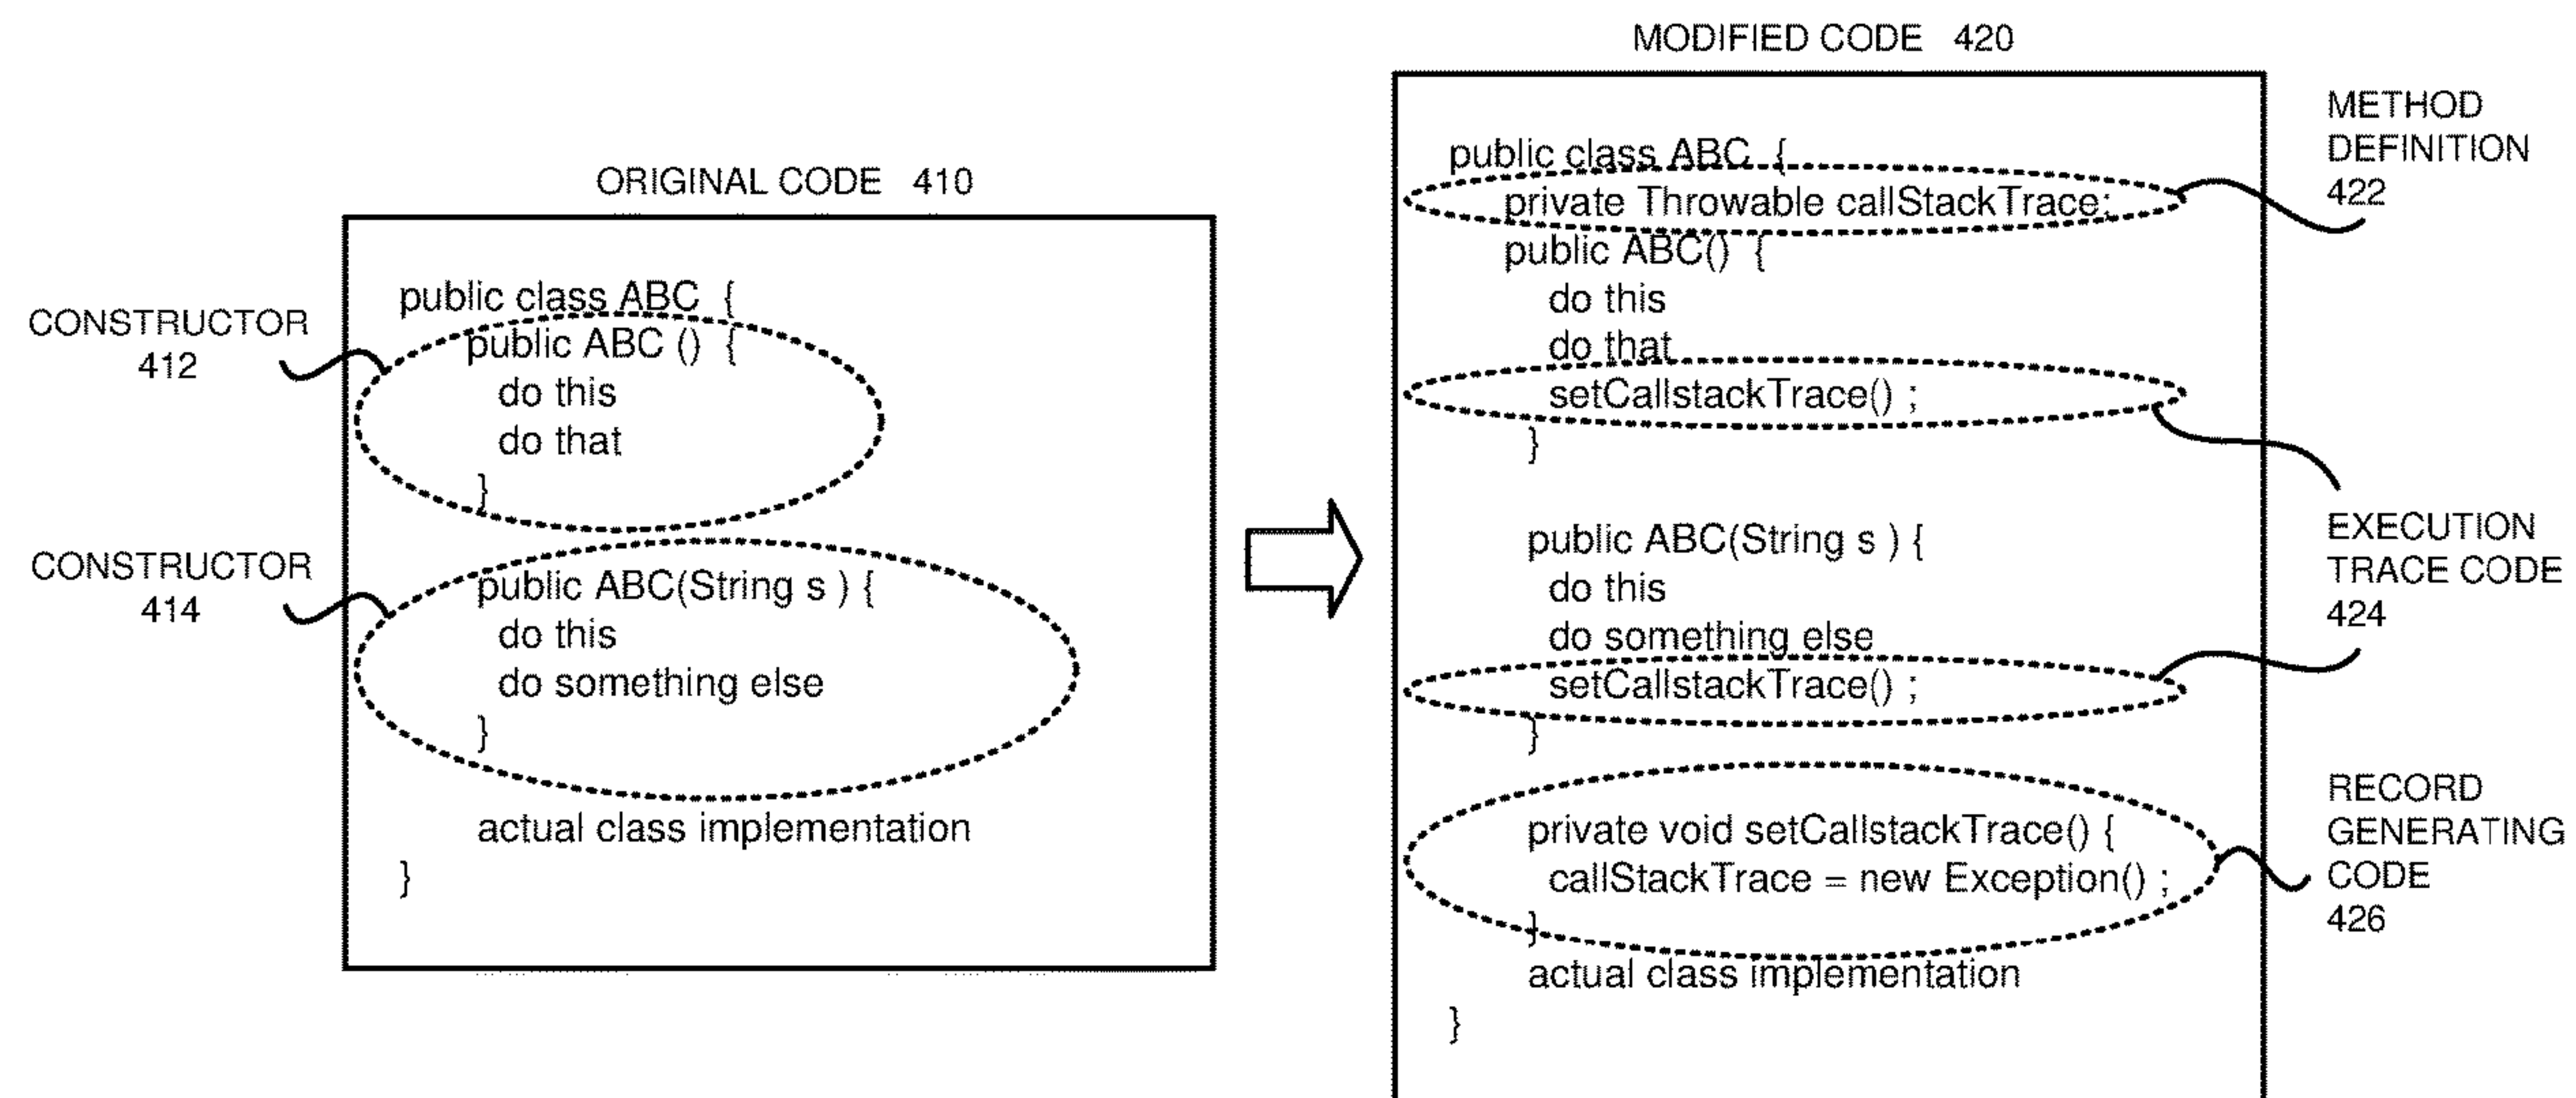 ORIGINAL CODE 410
CONSTRUCTOR
412
CONSTRUCTOR
414
public class ABC {
public ABC () {
do this
do that
}
public ABC(String s ) {
do this
do something else
}
actual class implementation
}
MODIFIED CODE 420
public class ABC {
private Throwable callStackTrace;
public ABC() {
do this
do that
setCallstackTrace() ;
}
public ABC(String s ) {
do this
do something else
setCallstackTrace() ;
}
private void setCallstackTrace() {
callStackTrace = new Exception() ;
}
actual class implementation
}
METHOD
DEFINITION
422
EXECUTION
TRACE CODE
424
RECORD
GENERATING
CODE
426